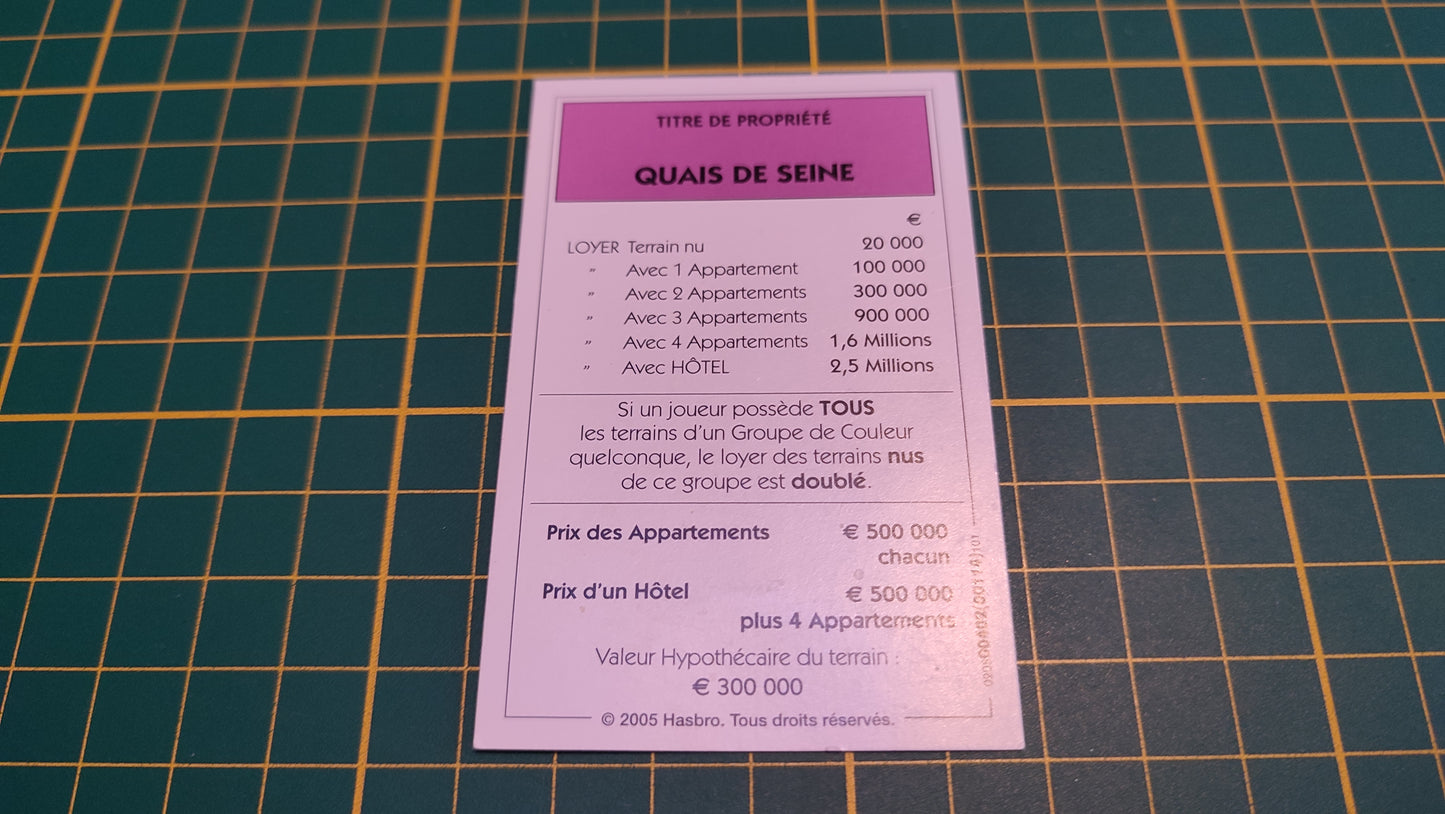 TITRE DE PROPRIÉTÉ
QUAIS DE SEINE
€
LOYER Terrain nu 20 000
" Avec 1 Appartement 100 000
" Avec 2 Appartements 300 000
" Avec 3 Appartements 900 000
" Avec 4 Appartements 1,6 Millions
" Avec HÔTEL 2,5 Millions
Si un joueur possède TOUS
les terrains d'un Groupe de Couleur
quelconque, le loyer des terrains nus
de ce groupe est doublé.
Prix des Appartements € 500 000
chacun
Prix d'un Hôtel € 500 000
plus 4 Appartements
Valeur Hypothécaire du terrain :
€ 300 000
© 2005 Hasbro. Tous droits réservés.